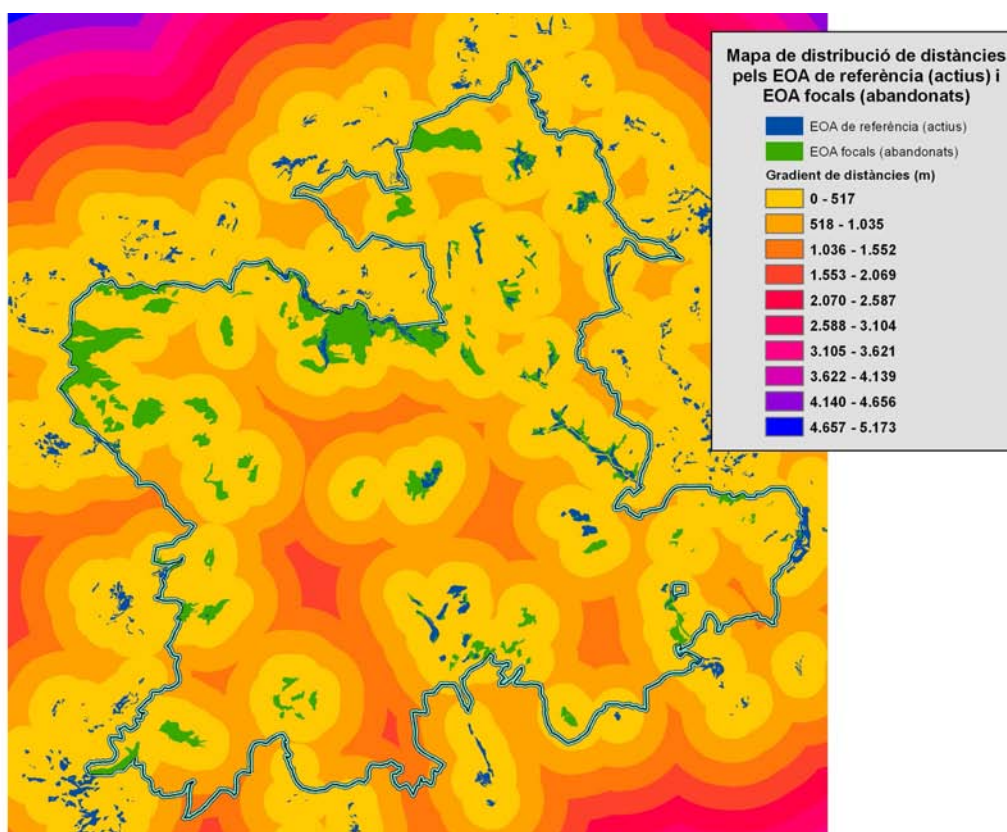 Mapa de distribució de distàncies
pels EOA de referència (actius) i
EOA focals (abandonats)
EOA de referència (actius)
EOA focals (abandonats)
Gradient de distàncies (m)
0 - 517
518 - 1.035
1.036 - 1.552
1.553 - 2.069
2.070 - 2.587
2.588 - 3.104
3.105 - 3.621
3.622 - 4.139
4.140 - 4.656
4.657 - 5.173